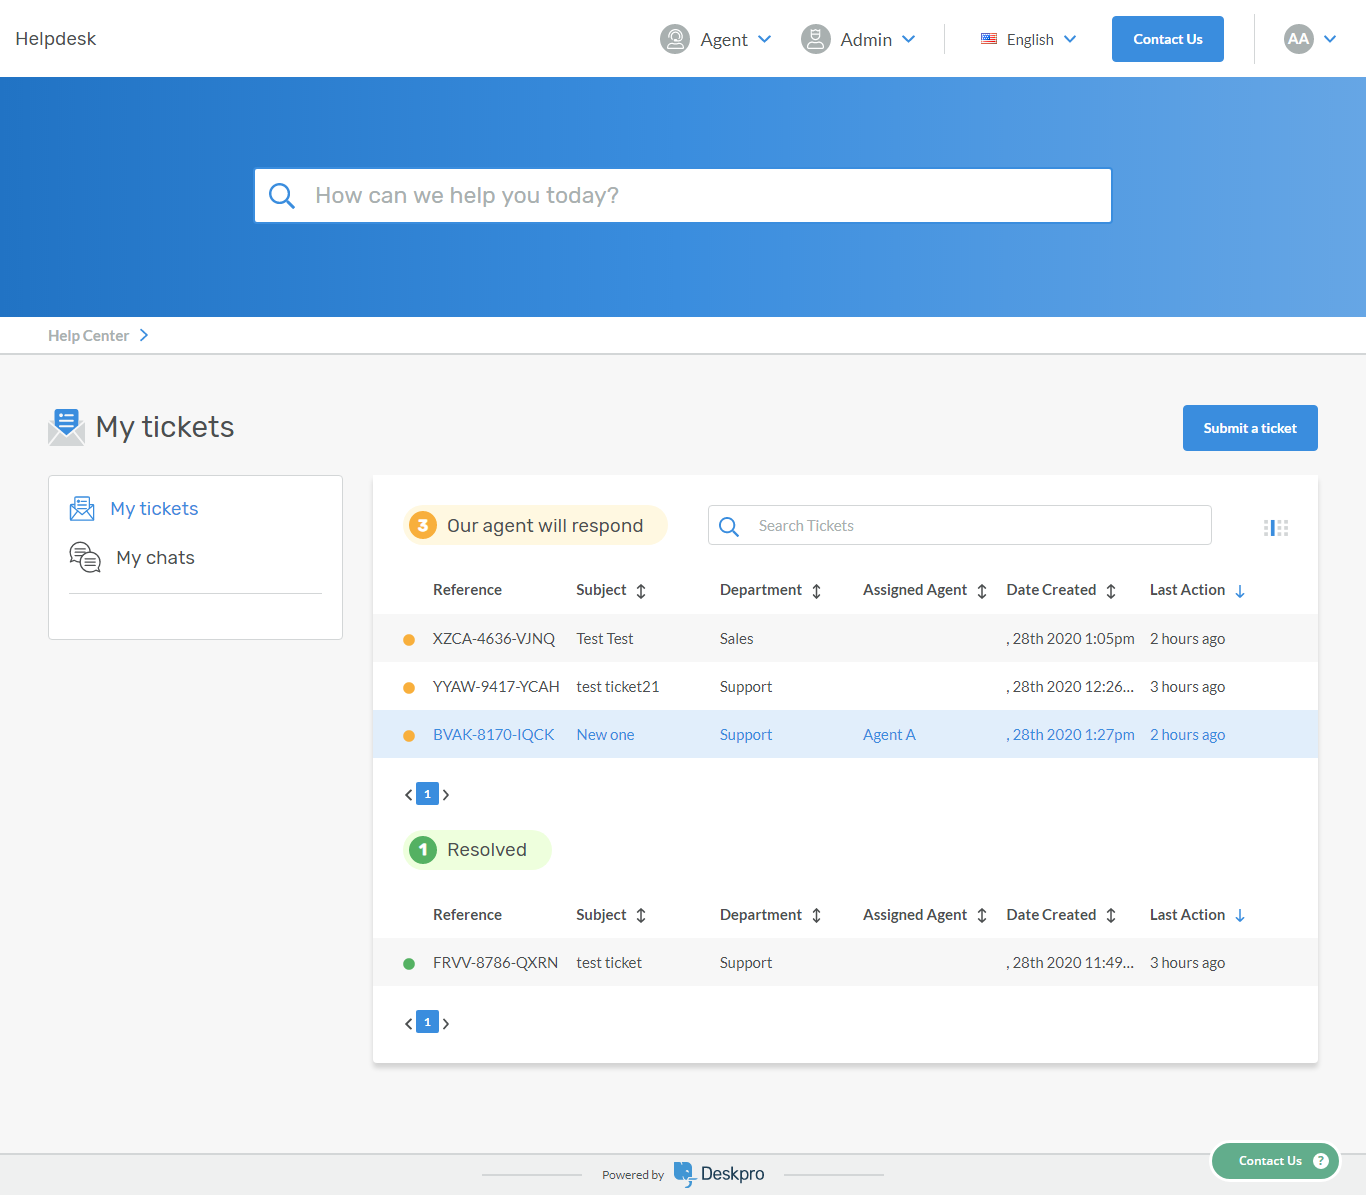 Helpdesk
Agent
Admin
English
Contact Us
AA
How can we help you today?
Help Center
My tickets
Submit a ticket
My tickets
My chats
3 Our agent will respond
Search Tickets
Reference Subject Department Assigned Agent Date Created Last Action
XZCA-4636-VJNQ Test Test Sales , 28th 2020 1:05pm 2 hours ago
YYAW-9417-YCAH test ticket21 Support , 28th 2020 12:26... 3 hours ago
BVAK-8170-IQCK New one Support Agent A , 28th 2020 1:27pm 2 hours ago
1
1 Resolved
Reference Subject Department Assigned Agent Date Created Last Action
FRVV-8786-QXRN test ticket Support , 28th 2020 11:49... 3 hours ago
1
Powered by Deskpro
Contact Us ?